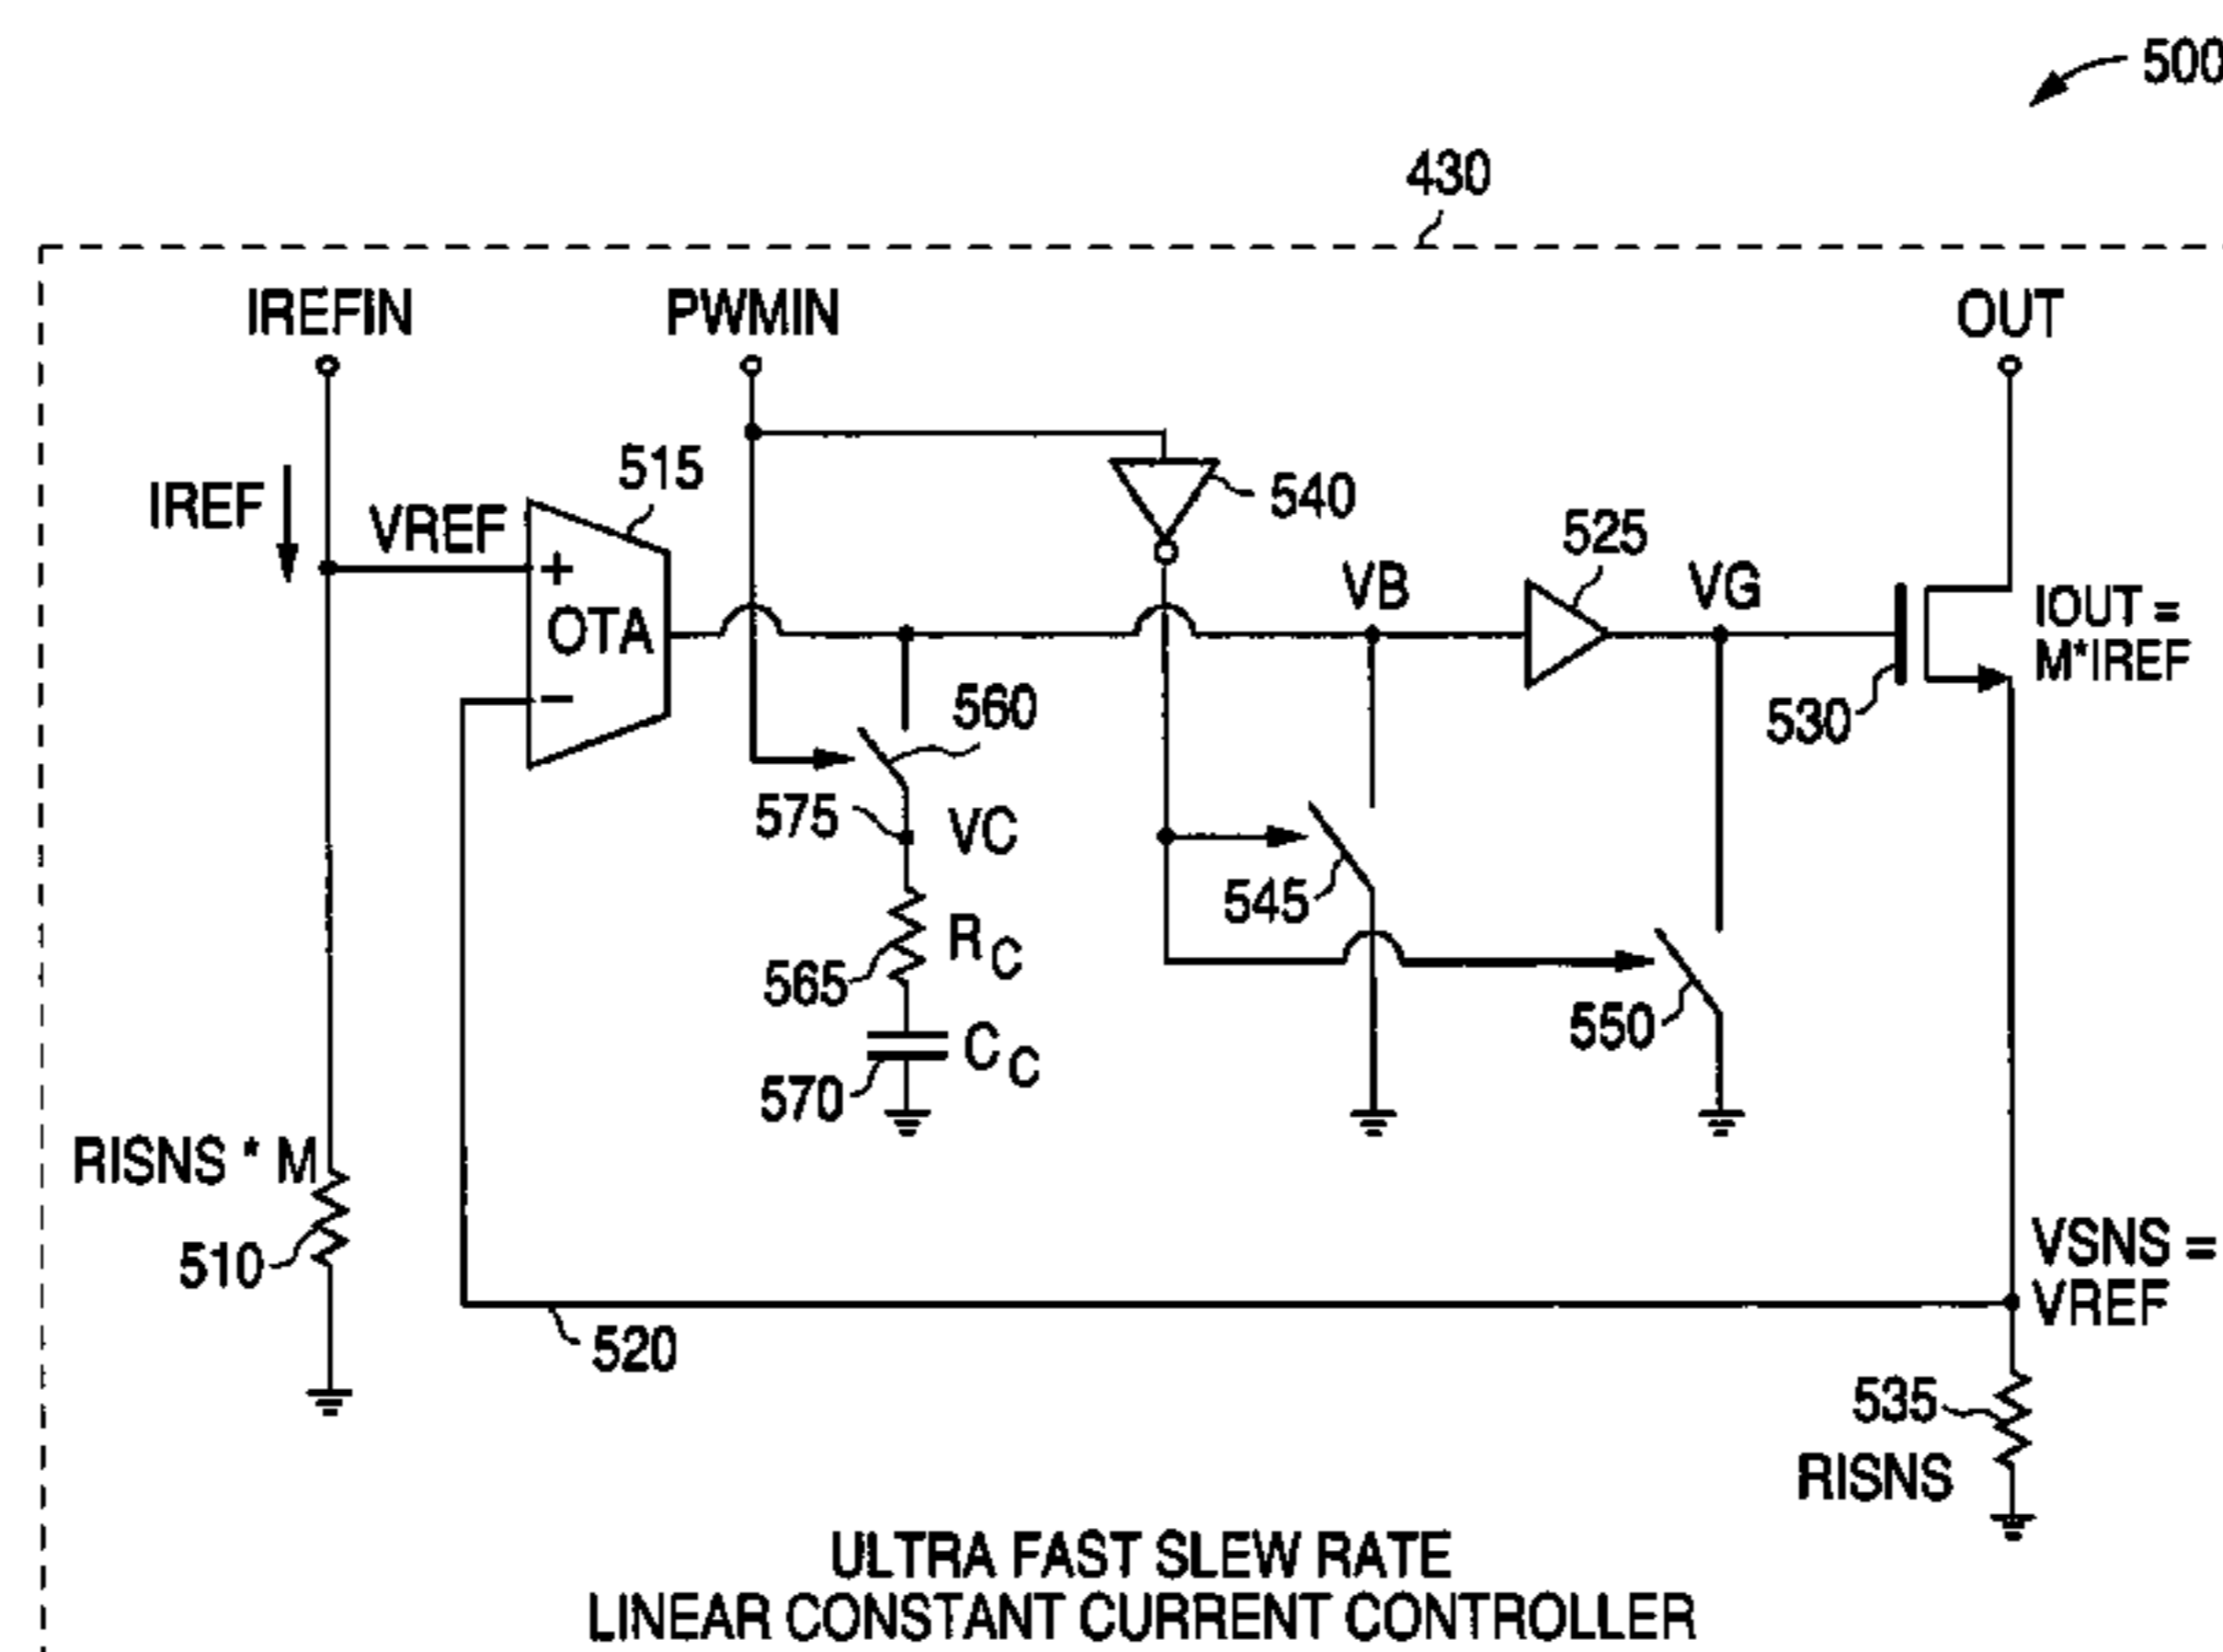 500
430
IREFIN
PWMIN
OUT
515
IREF
VREF
540
525
VB
VG
+
OTA
IOUT =
M*IREF
−
560
530
575
VC
545
RC
565
550
CC
570
RISNS * M
510
VSNS =
VREF
520
535
RISNS
ULTRA FAST SLEW RATE
LINEAR CONSTANT CURRENT CONTROLLER